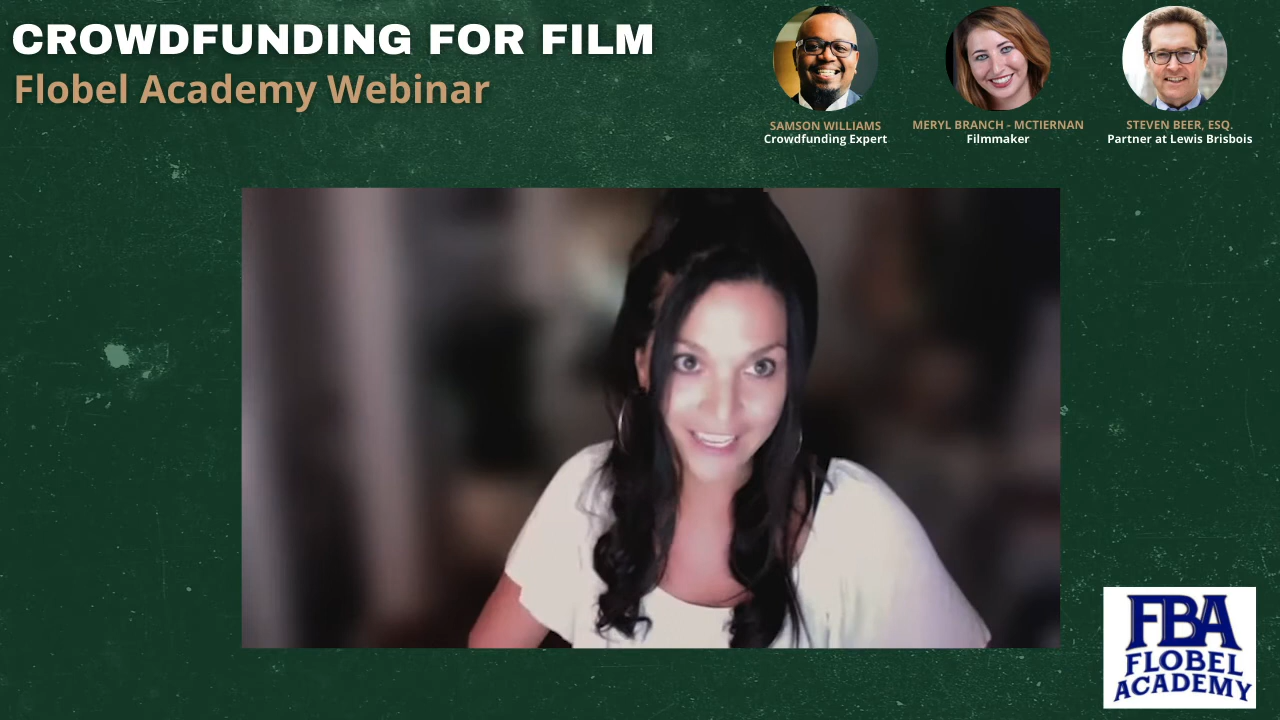 CROWDFUNDING FOR FILM
Flobel Academy Webinar
SAMSON WILLIAMS
Crowdfunding Expert
MERYL BRANCH - MCTIERNAN
Filmmaker
STEVEN BEER, ESQ.
Partner at Lewis Brisbois
FBA
FLOBEL
ACADEMY